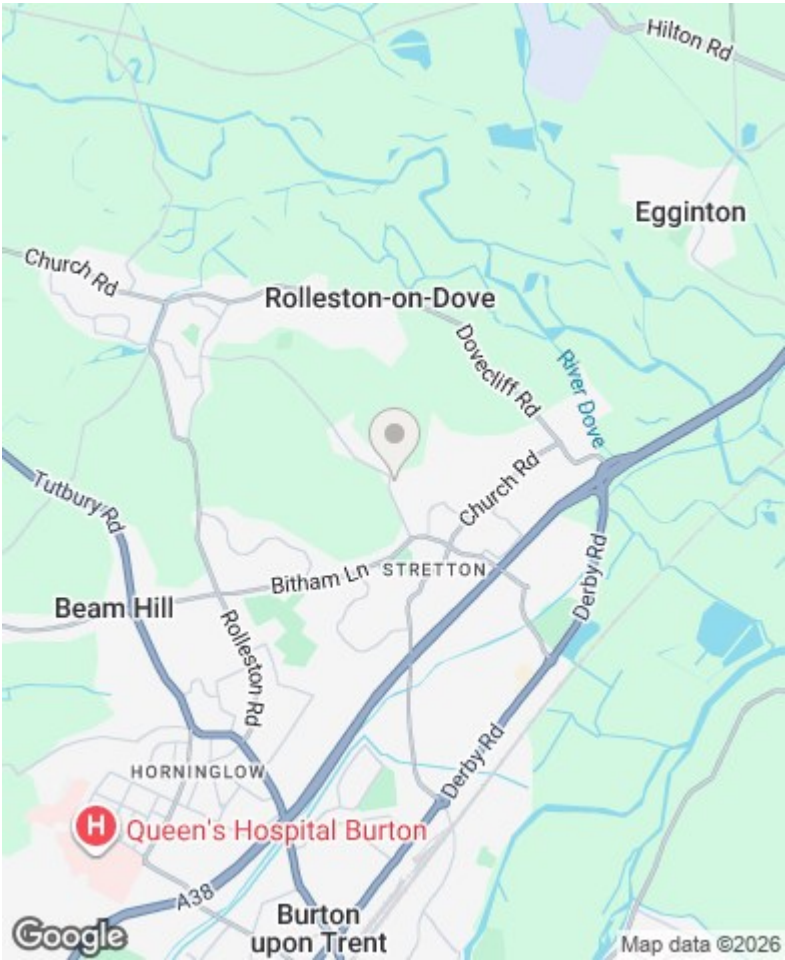 Hilton Rd
Egginton
Church Rd
Rolleston-on-Dove
Dovecliff Rd
River Dove
Church Rd
Tutbury Rd
Bitham Ln
STRETTON
Derby Rd
Beam Hill
Rolleston Rd
Derby Rd
HORNINGLOW
H
Queen's Hospital Burton
A38
Burton
upon Trent
Google
Map data ©2026